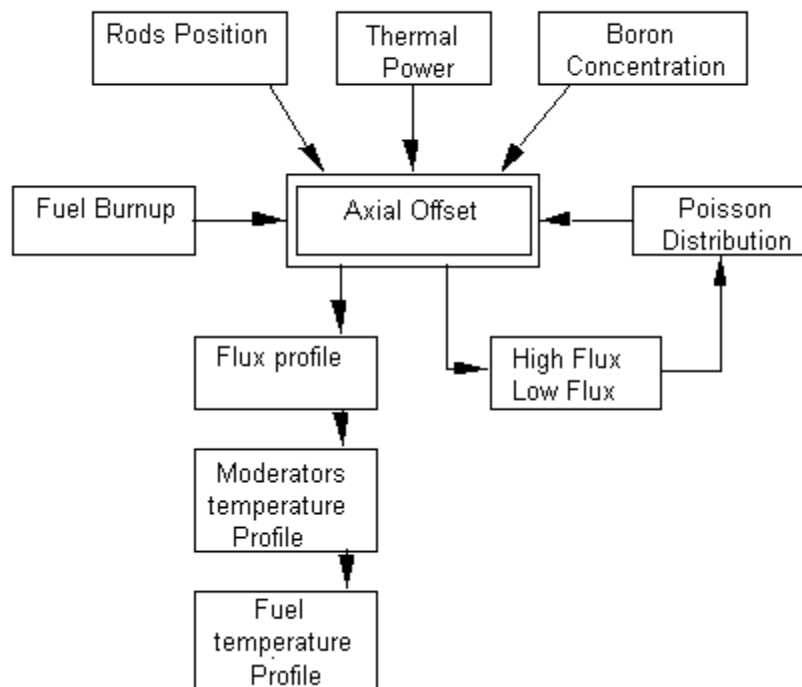 Rods Position
Thermal
Power
Boron
Concentration
Fuel Burnup
Axial Offset
Poisson
Distribution
Flux profile
High Flux
Low Flux
Moderators
temperature
Profile
Fuel
temperature
Profile